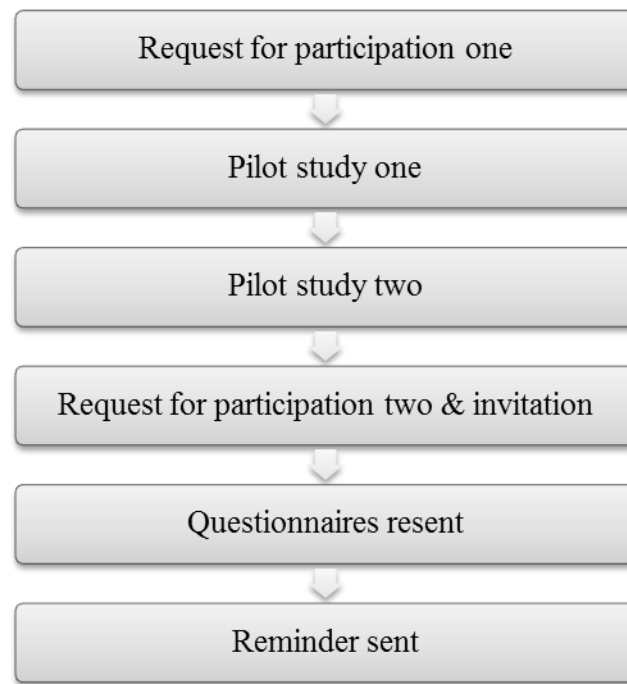 Request for participation one
Pilot study one
Pilot study two
Request for participation two & invitation
Questionnaires resent
Reminder sent